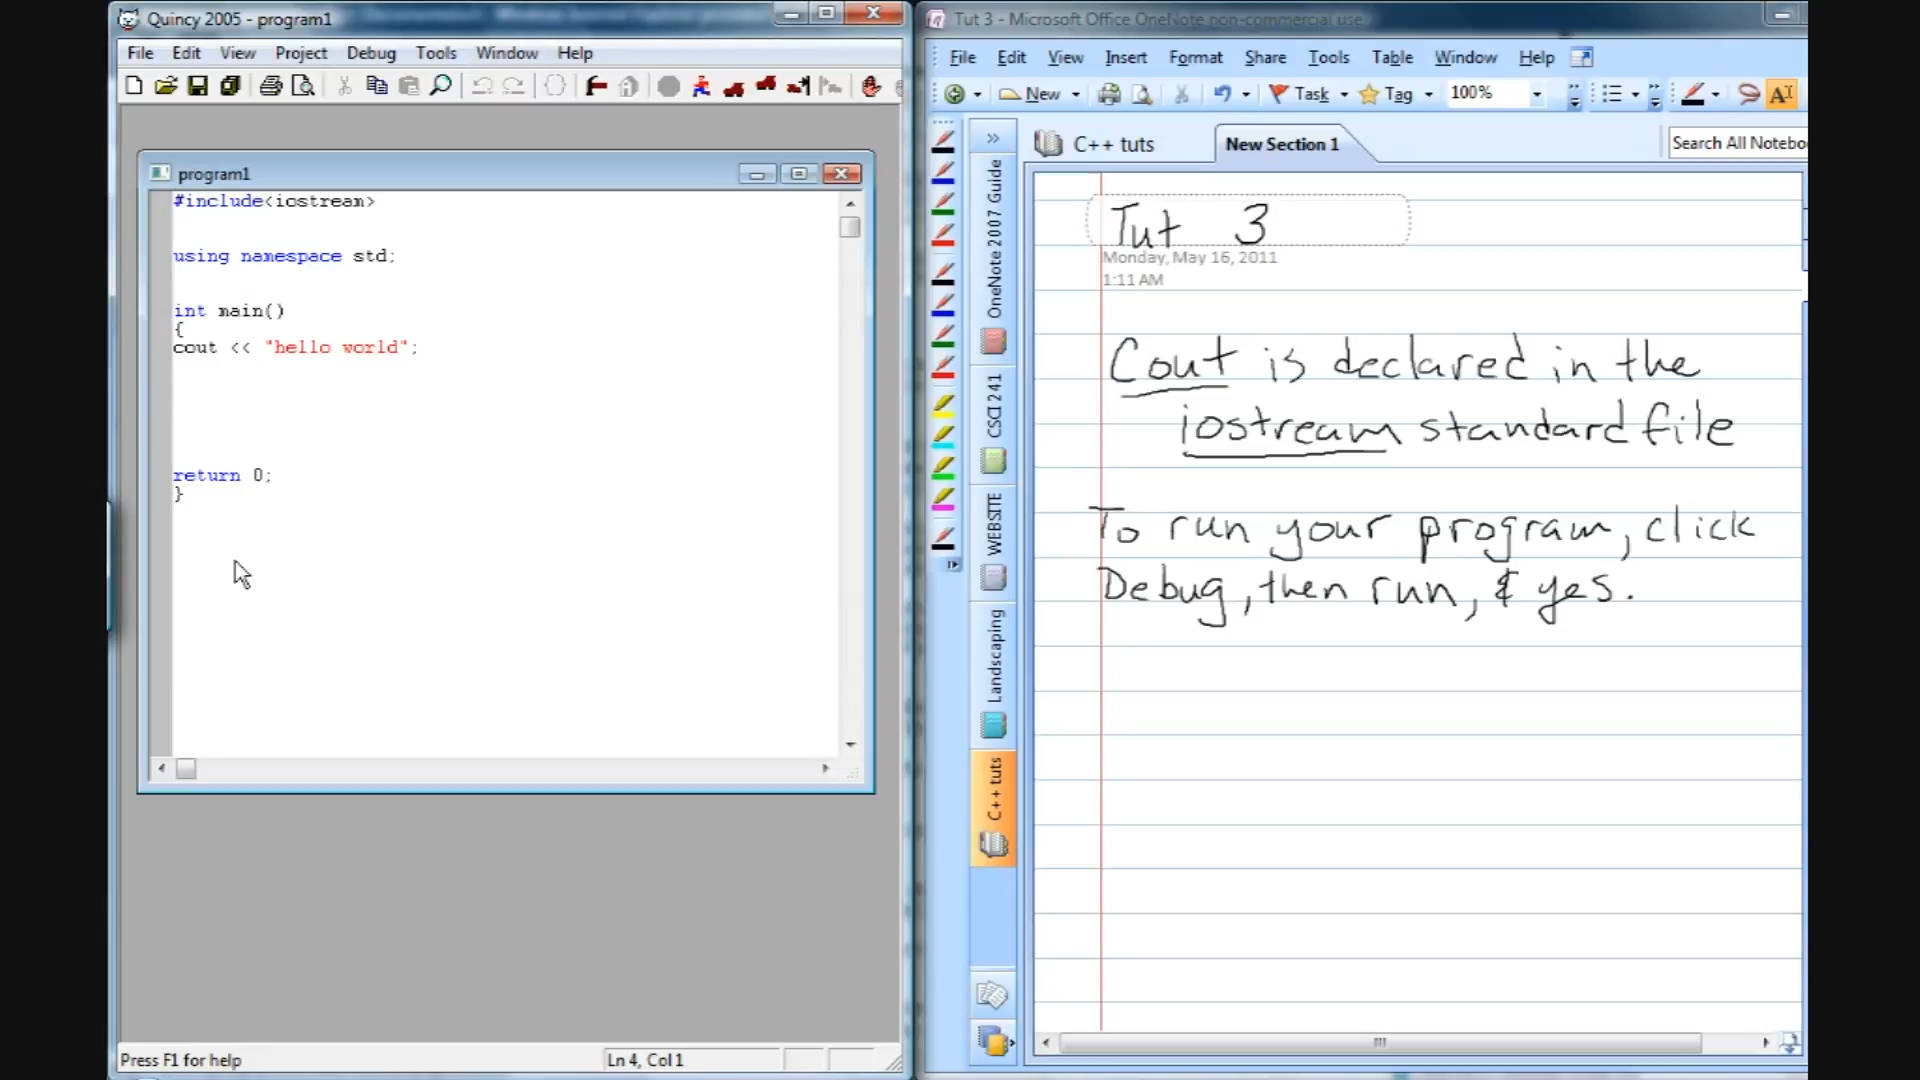 Quincy 2005 - program1
File Edit View Project Debug Tools Window Help
program1
#include<iostream>
using namespace std;
int main()
{
cout << "hello world";
return 0;
}
Press F1 for help
Ln 4, Col 1
Tut 3 - Microsoft Office OneNote non-commercial use
File Edit View Insert Format Share Tools Table Window Help
New Task Tag 100%
C++ tuts
New Section 1
Search All Notebo
OneNote 2007 Guide
CSCI 241
WEBSITE
Landscaping
C++ tuts
Tut 3
Monday, May 16, 2011
1:11 AM
Cout is declared in the
iostream standard file
To run your program, click
Debug, then run, & yes.